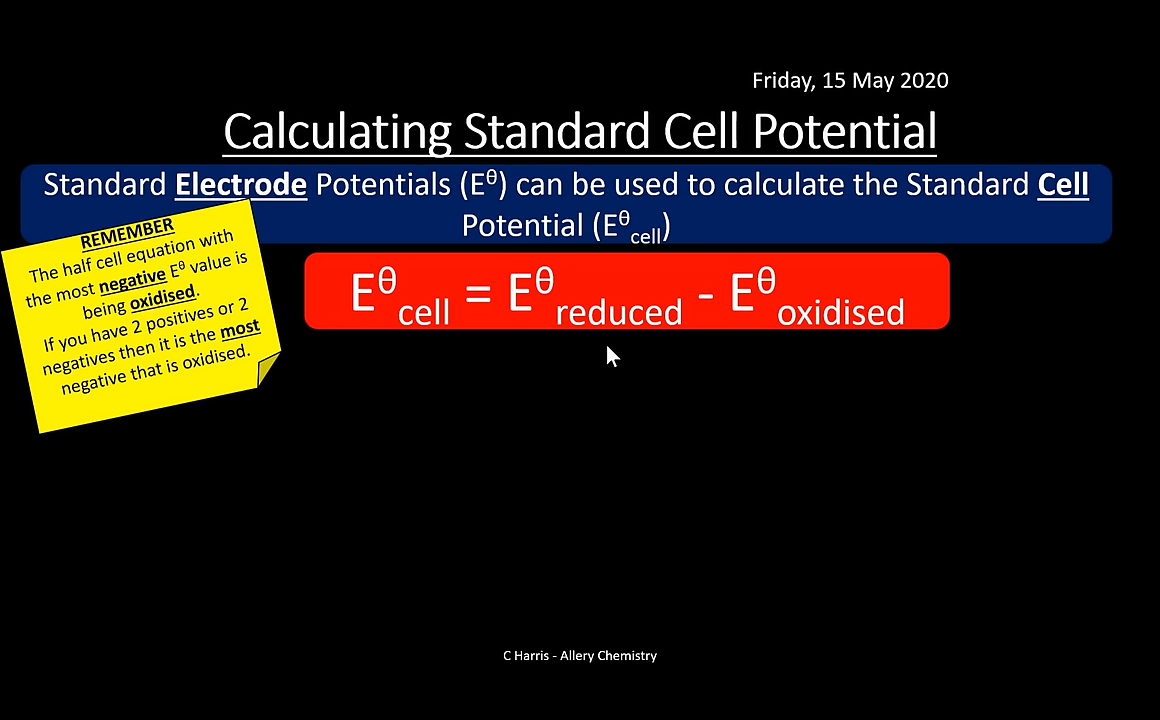 Friday, 15 May 2020
Calculating Standard Cell Potential
Standard Electrode Potentials (Eθ) can be used to calculate the Standard Cell
Potential (Eθcell)
REMEMBER
The half cell equation with
the most negative Eθ value is
being oxidised.
If you have 2 positives or 2
negatives then it is the most
negative that is oxidised.
Eθcell = Eθreduced - Eθoxidised
C Harris - Allery Chemistry